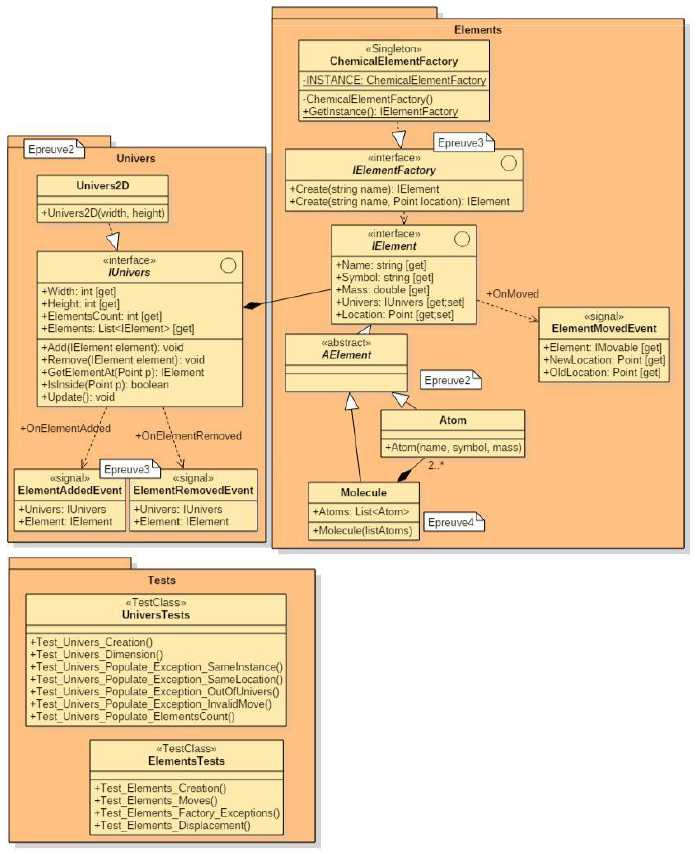 Elements
«Singleton»
ChemicalElementFactory
-INSTANCE: ChemicalElementFactory
-ChemicalElementFactory()
+GetInstance(): IElementFactory
Epreuve3
«interface»
IElementFactory
+Create(string name): IElement
+Create(string name, Point location): IElement
«interface»
IElement
+Name: string [get]
+Symbol: string [get]
+Mass: double [get]
+Univers: IUnivers [get;set]
+Location: Point [get;set]
+OnMoved
«signal»
ElementMovedEvent
+Element: IMovable [get]
+NewLocation: Point [get]
+OldLocation: Point [get]
«abstract»
AElement
Epreuve2
Atom
+Atom(name, symbol, mass)
2..*
Molecule
+Atoms: List<Atom>
+Molecule(listAtoms)
Epreuve4
Epreuve2
Univers
Univers2D
+Univers2D(width, height)
«interface»
IUnivers
+Width: int [get]
+Height: int [get]
+ElementsCount: int [get]
+Elements: List<IElement> [get]
+Add(IElement element): void
+Remove(IElement element): void
+GetElementAt(Point p): IElement
+IsInside(Point p): boolean
+Update(): void
+OnElementAdded
+OnElementRemoved
Epreuve3
«signal»
ElementAddedEvent
+Univers: IUnivers
+Element: IElement
«signal»
ElementRemovedEvent
+Univers: IUnivers
+Element: IElement
Tests
«TestClass»
UniversTests
+Test_Univers_Creation()
+Test_Univers_Dimension()
+Test_Univers_Populate_Exception_SameInstance()
+Test_Univers_Populate_Exception_SameLocation()
+Test_Univers_Populate_Exception_OutOfUnivers()
+Test_Univers_Populate_Exception_InvalidMove()
+Test_Univers_Populate_ElementsCount()
«TestClass»
ElementsTests
+Test_Elements_Creation()
+Test_Elements_Moves()
+Test_Elements_Factory_Exceptions()
+Test_Elements_Displacement()